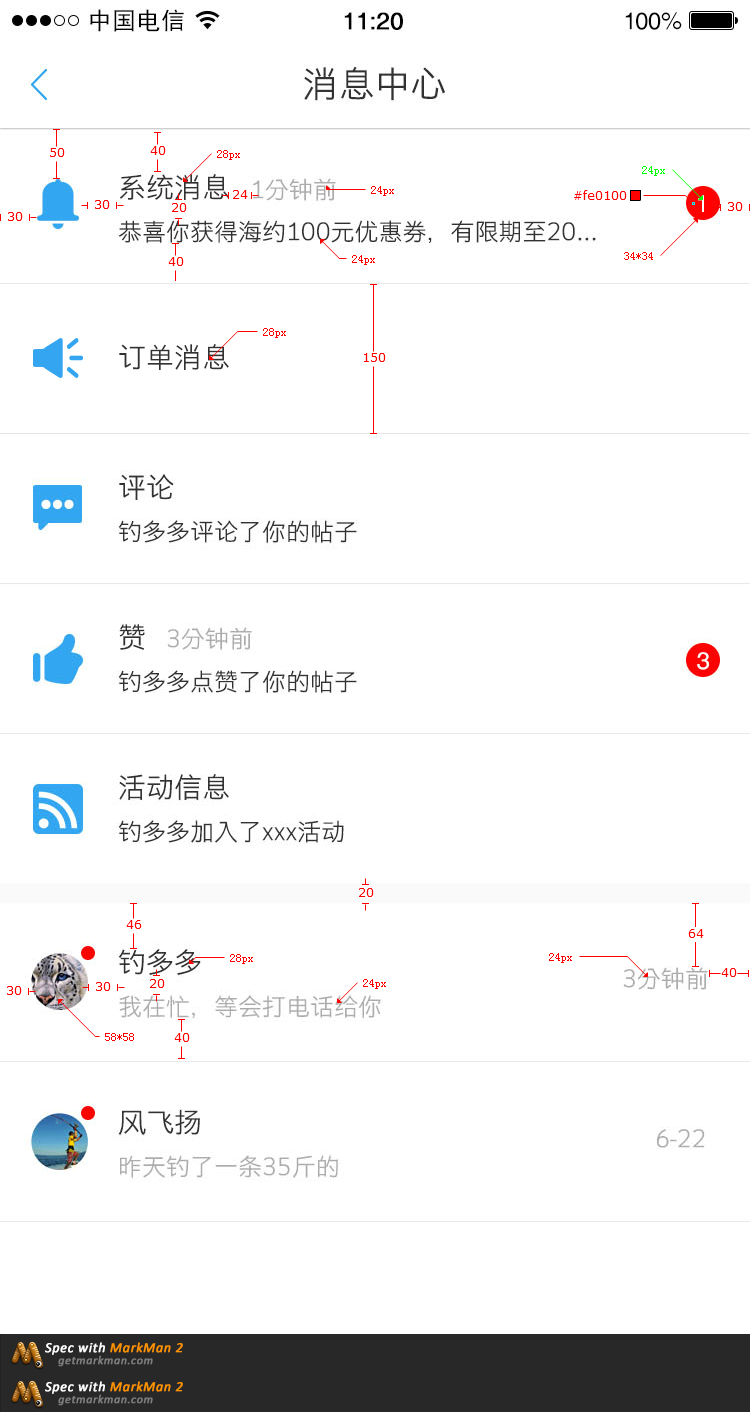 中国电信 11:20 100%
消息中心
50 40 28px 24px
系统消息 24 1分钟前 24px #fe0100 1
30 30 20 30
恭喜你获得海约100元优惠券，有限期至20...
40 24px 34*34
28px
订单消息 150
评论
钓多多评论了你的帖子
赞 3分钟前
3
钓多多点赞了你的帖子
活动信息
钓多多加入了xxx活动
20
46 64
钓多多 28px 24px 3分钟前 40
30 30 20 24px
我在忙，等会打电话给你
58*58 40
风飞扬
6-22
昨天钓了一条35斤的
Spec with MarkMan 2
getmarkman.com
Spec with MarkMan 2
getmarkman.com